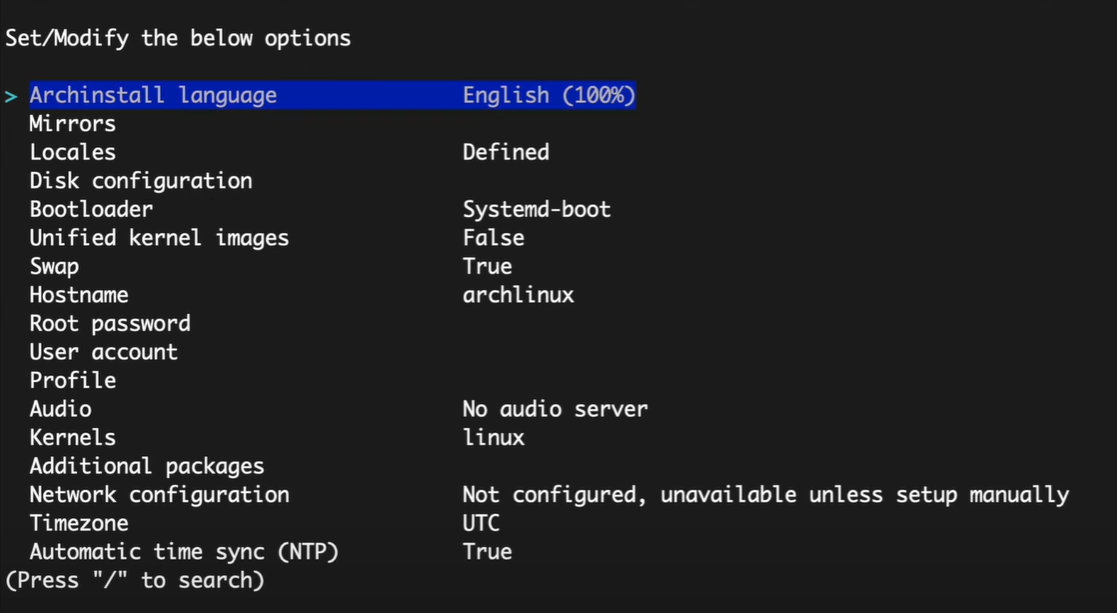 Set/Modify the below options
> Archinstall language English (100%)
Mirrors
Locales Defined
Disk configuration
Bootloader Systemd-boot
Unified kernel images False
Swap True
Hostname archlinux
Root password
User account
Profile
Audio No audio server
Kernels linux
Additional packages
Network configuration Not configured, unavailable unless setup manually
Timezone UTC
Automatic time sync (NTP) True
(Press "/" to search)